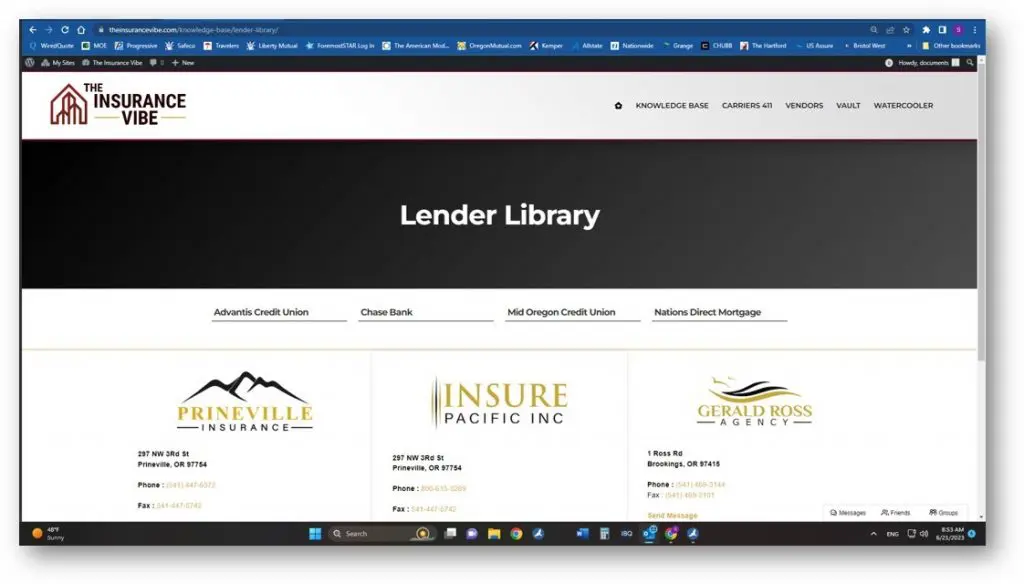 theinsurancevibe.com/knowledge-base/lender-library/
WiredQuote MOE Progressive Safeco Travelers Liberty Mutual ForemostSTAR Log In The American Mod... OregonMutual.com Kemper Allstate Nationwide Grange CHUBB The Hartford US Assure Bristol West » Other bookmarks
My Sites The Insurance Vibe 0 + New Howdy, documents
THE
INSURANCE
VIBE
KNOWLEDGE BASE CARRIERS 411 VENDORS VAULT WATERCOOLER
Lender Library
Advantis Credit Union Chase Bank Mid Oregon Credit Union Nations Direct Mortgage
PRINEVILLE
INSURANCE
297 NW 3Rd St
Prineville, OR 97754
Phone : (541) 447-6372
Fax : 541-447-6742
INSURE
PACIFIC INC
297 NW 3Rd St
Prineville, OR 97754
Phone : 800-615-3289
Fax : 541-447-6742
GERALD ROSS
AGENCY
1 Ross Rd
Brookings, OR 97415
Phone : (541) 469-3144
Fax : (541) 469-3101
Send Message
Messages Friends Groups
48°F
Sunny
Search
ENG
8:53 AM
6/21/2023